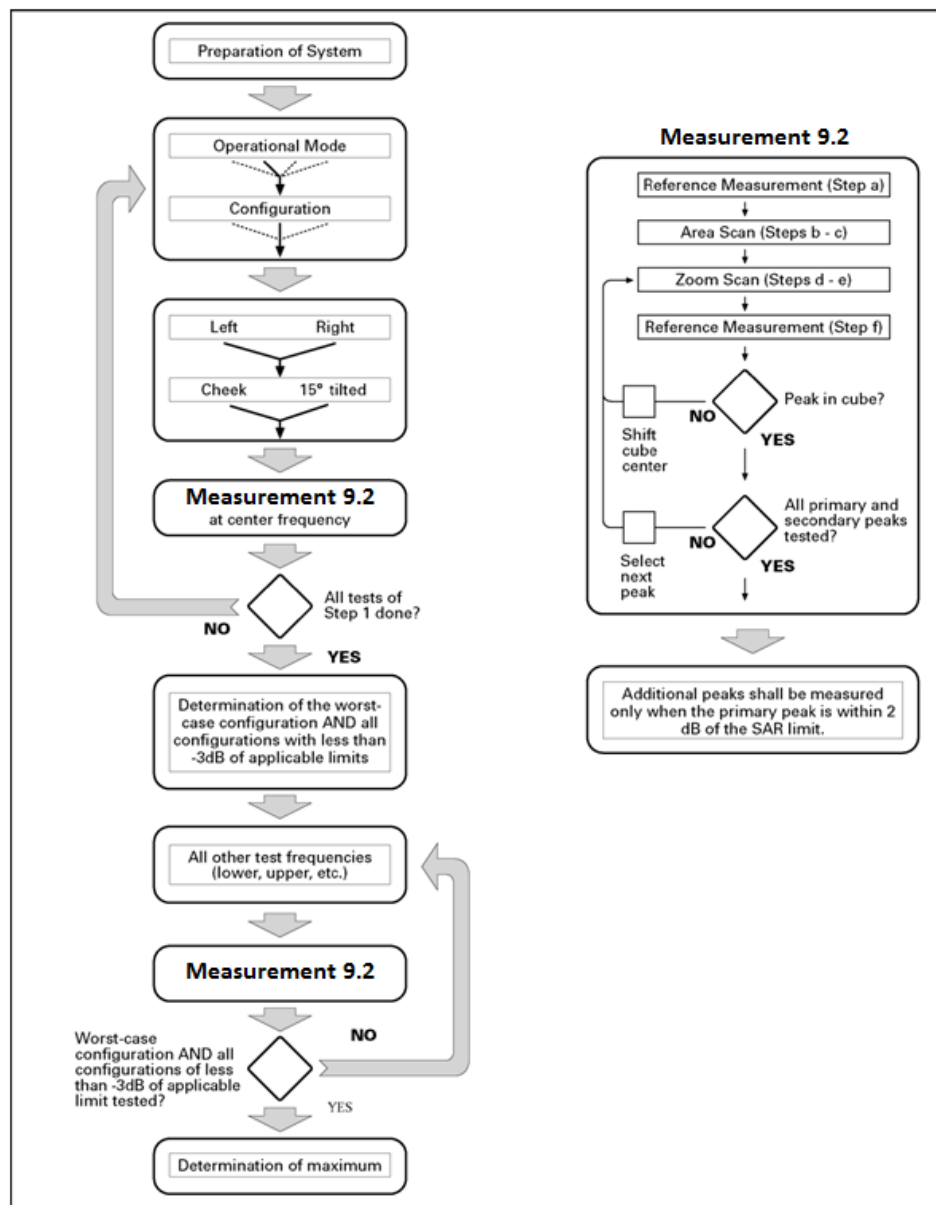 Preparation of System
Operational Mode
Configuration
Left Right
Cheek 15° tilted
Measurement 9.2
at center frequency
All tests of
Step 1 done?
NO
YES
Determination of the worst-
case configuration AND all
configurations with less than
-3dB of applicable limits
All other test frequencies
(lower, upper, etc.)
Measurement 9.2
Worst-case
configuration AND all
configurations of less
than -3dB of applicable
limit tested?
NO
YES
Determination of maximum
Measurement 9.2
Reference Measurement (Step a)
Area Scan (Steps b - c)
Zoom Scan (Steps d - e)
Reference Measurement (Step f)
Peak in cube?
NO
YES
Shift
cube
center
All primary and
secondary peaks
tested?
NO
YES
Select
next
peak
Additional peaks shall be measured
only when the primary peak is within 2
dB of the SAR limit.